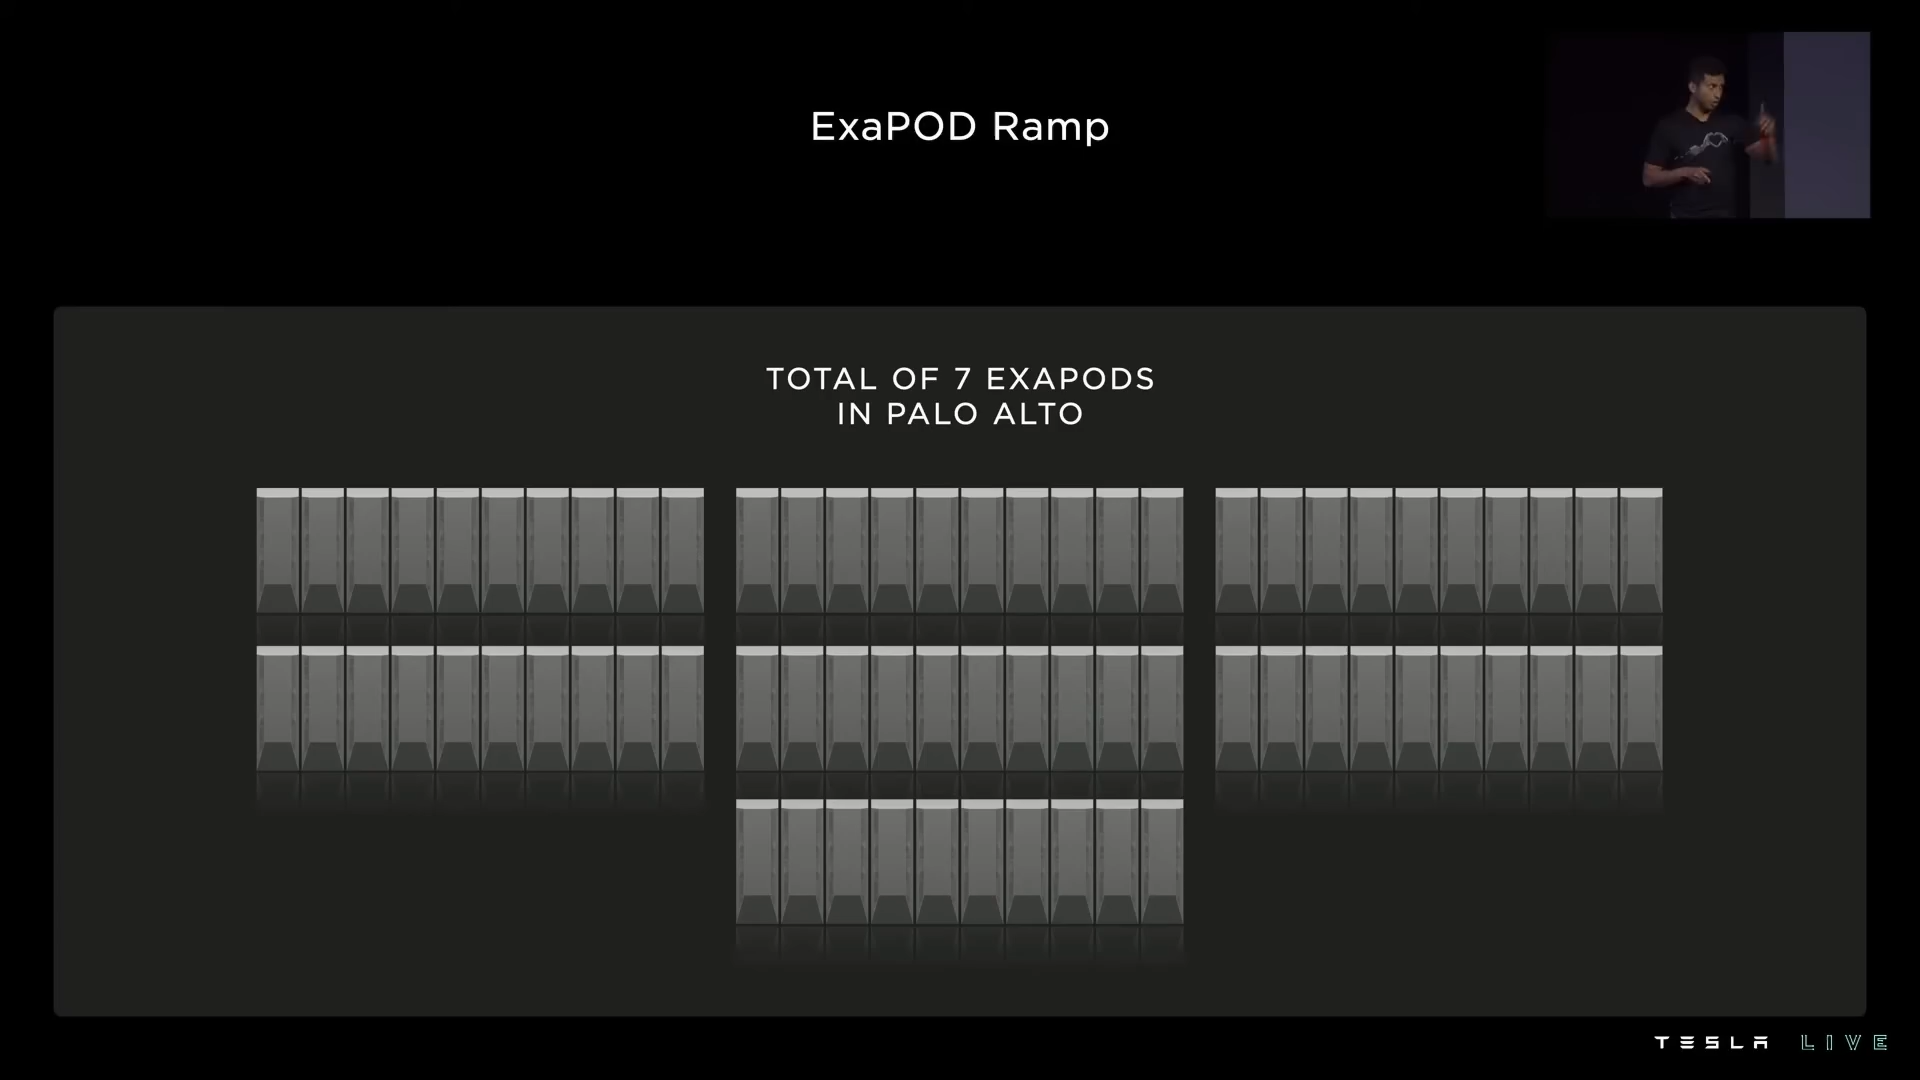 ExaPOD Ramp
TOTAL OF 7 EXAPODS
IN PALO ALTO
TESLA LIVE